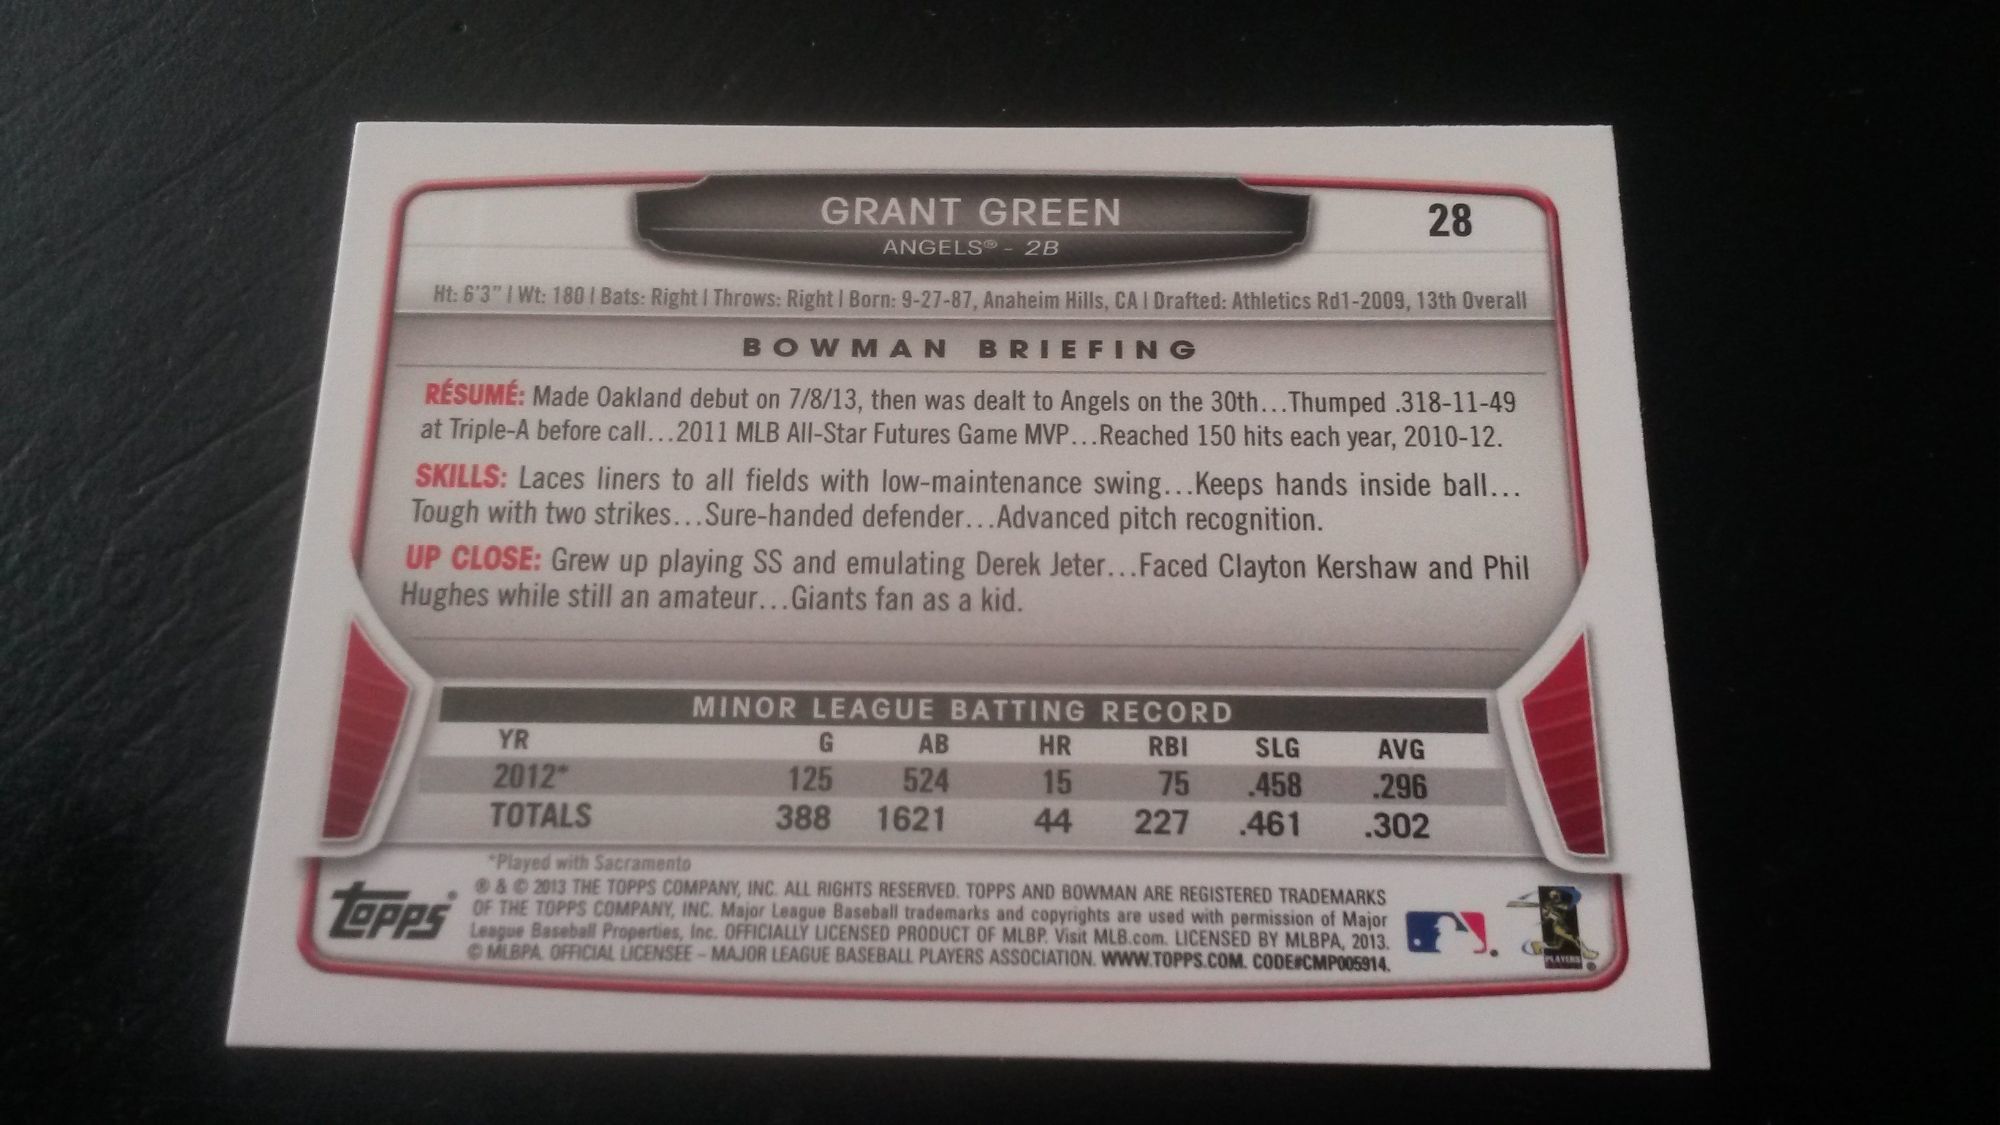 GRANT GREEN
28
ANGELS® - 2B
Ht: 6'3" | Wt: 180 | Bats: Right | Throws: Right | Born: 9-27-87, Anaheim Hills, CA | Drafted: Athletics Rd1-2009, 13th Overall
BOWMAN BRIEFING
RÉSUMÉ: Made Oakland debut on 7/8/13, then was dealt to Angels on the 30th...Thumped .318-11-49
at Triple-A before call...2011 MLB All-Star Futures Game MVP...Reached 150 hits each year, 2010-12.
SKILLS: Laces liners to all fields with low-maintenance swing...Keeps hands inside ball...
Tough with two strikes...Sure-handed defender...Advanced pitch recognition.
UP CLOSE: Grew up playing SS and emulating Derek Jeter...Faced Clayton Kershaw and Phil
Hughes while still an amateur...Giants fan as a kid.
MINOR LEAGUE BATTING RECORD
YR G AB HR RBI SLG AVG
2012* 125 524 15 75 .458 .296
TOTALS 388 1621 44 227 .461 .302
*Played with Sacramento
Topps®
® & © 2013 THE TOPPS COMPANY, INC. ALL RIGHTS RESERVED. TOPPS AND BOWMAN ARE REGISTERED TRADEMARKS
OF THE TOPPS COMPANY, INC. Major League Baseball trademarks and copyrights are used with permission of Major
League Baseball Properties, Inc. OFFICIALLY LICENSED PRODUCT OF MLBP. Visit MLB.com. LICENSED BY MLBPA, 2013.
© MLBPA. OFFICIAL LICENSEE – MAJOR LEAGUE BASEBALL PLAYERS ASSOCIATION. WWW.TOPPS.COM. CODE#CMP005914.
PLAYERS